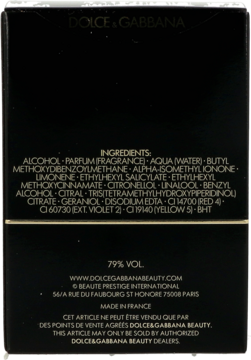 DOLCE & GABBANA
INGREDIENTS:
ALCOHOL • PARFUM (FRAGRANCE) • AQUA (WATER) • BUTYL
METHOXYDIBENZOYLMETHANE • ALPHA-ISOMETHYL IONONE •
LIMONENE • ETHYLHEXYL SALICYLATE • ETHYLHEXYL
METHOXYCINNAMATE • CITRONELLOL • LINALOOL • BENZYL
ALCOHOL • CITRAL • TRIS(TETRAMETHYLHYDROXYPIPERIDINOL)
CITRATE • GERANIOL • DISODIUM EDTA • CI 14700 (RED 4) •
CI 60730 (EXT. VIOLET 2) • CI 19140 (YELLOW 5) • BHT
79% VOL.
WWW.DOLCEGABBANABEAUTY.COM
© BEAUTE PRESTIGE INTERNATIONAL
56/A RUE DU FAUBOURG ST HONORE 75008 PARIS
MADE IN FRANCE
CET ARTICLE NE PEUT ÊTRE VENDU QUE PAR
DES POINTS DE VENTE AGRÉÉS DOLCE&GABBANA BEAUTY.
THIS ARTICLE MAY ONLY BE SOLD BY AUTHORIZED
DOLCE&GABBANA BEAUTY DEALERS.